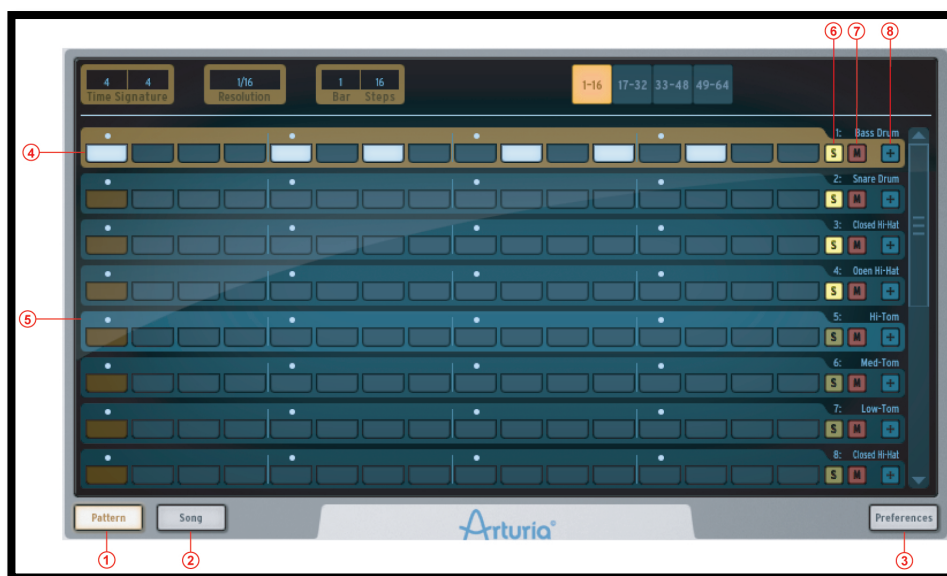 6 7 8
4 4 1/16 1 16
Time Signature Resolution Bar Steps
1-16 17-32 33-48 49-64
1: Bass Drum
4 S M +
2: Snare Drum
S M +
3: Closed Hi-Hat
S M +
4: Open Hi-Hat
S M +
5 5: Hi-Tom
S M +
6: Med-Tom
S M +
7: Low-Tom
S M +
8: Closed Hi-Hat
S M +
Pattern Song Arturia® Preferences
1 2 3